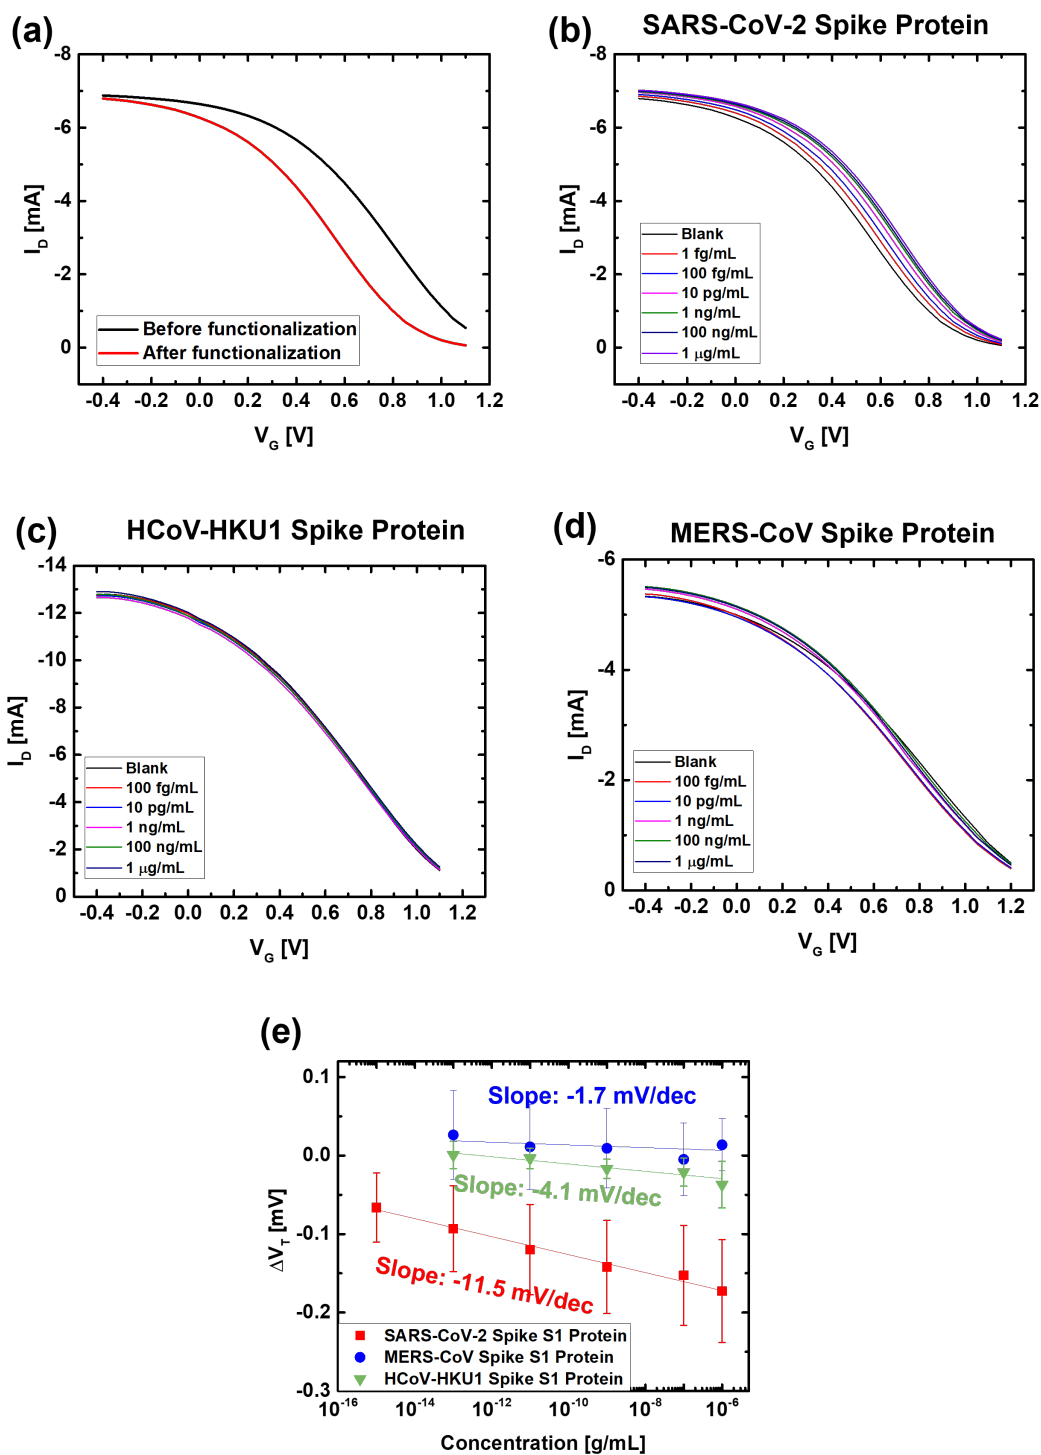 (a)
-8
-6
-4
-2
0
I_D [mA]
Before functionalization
After functionalization
-0.4 -0.2 0.0 0.2 0.4 0.6 0.8 1.0 1.2
V_G [V]
(b)
SARS-CoV-2 Spike Protein
-8
-6
-4
-2
0
I_D [mA]
Blank
1 fg/mL
100 fg/mL
10 pg/mL
1 ng/mL
100 ng/mL
1 μg/mL
-0.4 -0.2 0.0 0.2 0.4 0.6 0.8 1.0 1.2
V_G [V]
(c)
HCoV-HKU1 Spike Protein
-14
-12
-10
-8
-6
-4
-2
0
I_D [mA]
Blank
100 fg/mL
10 pg/mL
1 ng/mL
100 ng/mL
1 μg/mL
-0.4 -0.2 0.0 0.2 0.4 0.6 0.8 1.0 1.2
V_G [V]
(d)
MERS-CoV Spike Protein
-6
-4
-2
0
I_D [mA]
Blank
100 fg/mL
10 pg/mL
1 ng/mL
100 ng/mL
1 μg/mL
-0.4 -0.2 0.0 0.2 0.4 0.6 0.8 1.0 1.2
V_G [V]
(e)
0.1
0.0
-0.1
-0.2
-0.3
ΔV_T [mV]
Slope: -1.7 mV/dec
Slope: -4.1 mV/dec
Slope: -11.5 mV/dec
SARS-CoV-2 Spike S1 Protein
MERS-CoV Spike S1 Protein
HCoV-HKU1 Spike S1 Protein
10^-16 10^-14 10^-12 10^-10 10^-8 10^-6
Concentration [g/mL]